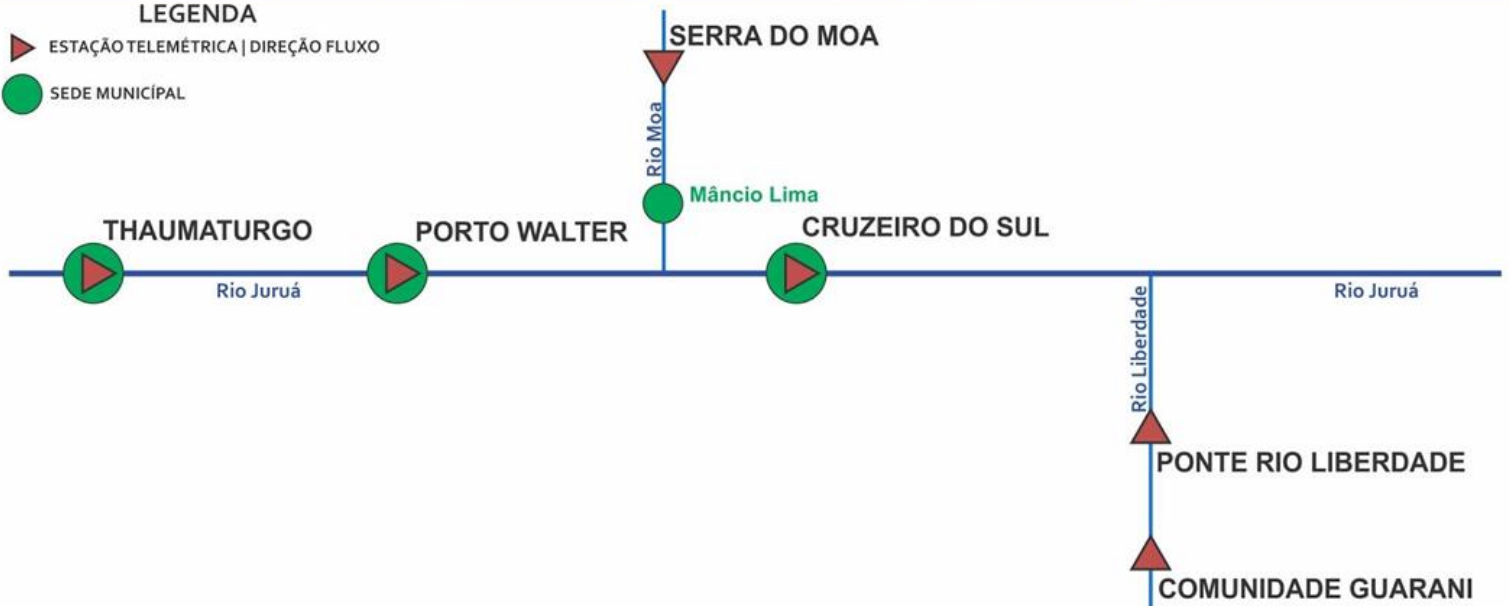 LEGENDA
ESTAÇÃO TELEMÉTRICA | DIREÇÃO FLUXO
SEDE MUNICÍPAL
SERRA DO MOA
Rio Moa
Mâncio Lima
THAUMATURGO
PORTO WALTER
CRUZEIRO DO SUL
Rio Juruá
Rio Juruá
Rio Liberdade
PONTE RIO LIBERDADE
COMUNIDADE GUARANI